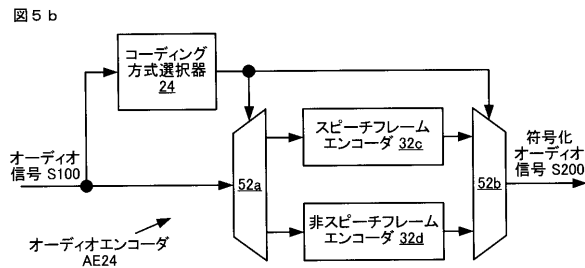 図5b
コーディング
方式選択器
24
オーディオ
信号 S100
52a
スピーチフレーム
エンコーダ 32c
非スピーチフレーム
エンコーダ 32d
52b
符号化
オーディオ
信号 S200
オーディオエンコーダ
AE24